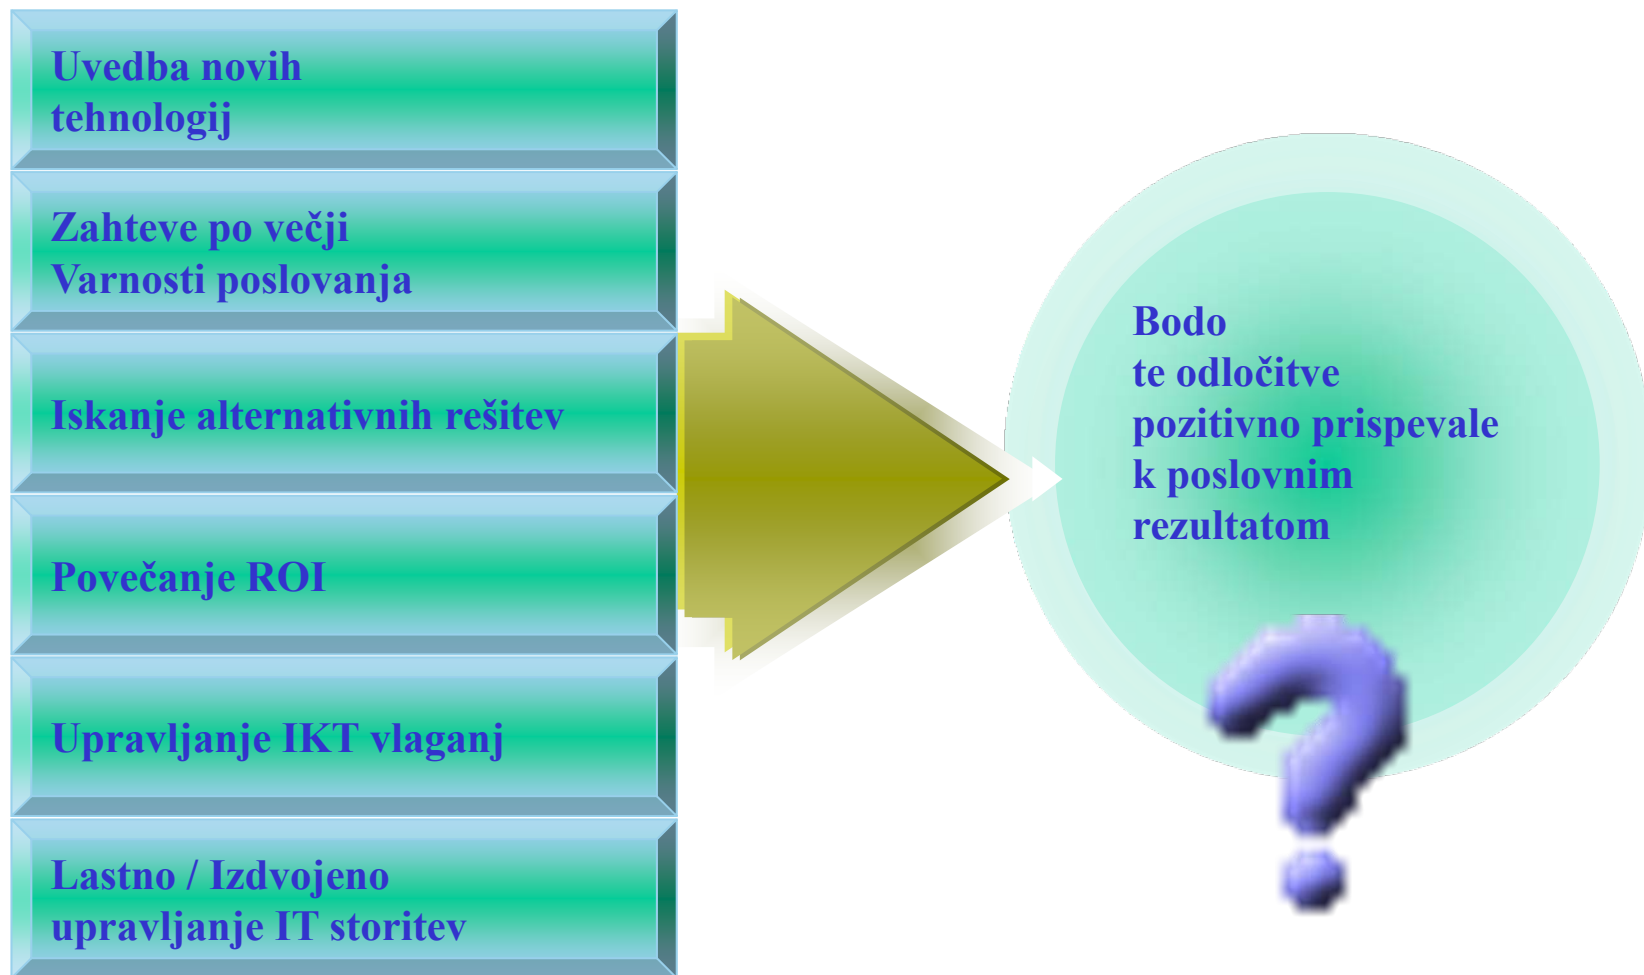 Uvedba novih
tehnologij
Zahteve po večji
Varnosti poslovanja
Iskanje alternativnih rešitev
Povečanje ROI
Upravljanje IKT vlaganj
Lastno / Izdvojeno
upravljanje IT storitev
Bodo
te odločitve
pozitivno prispevale
k poslovnim
rezultatom
?